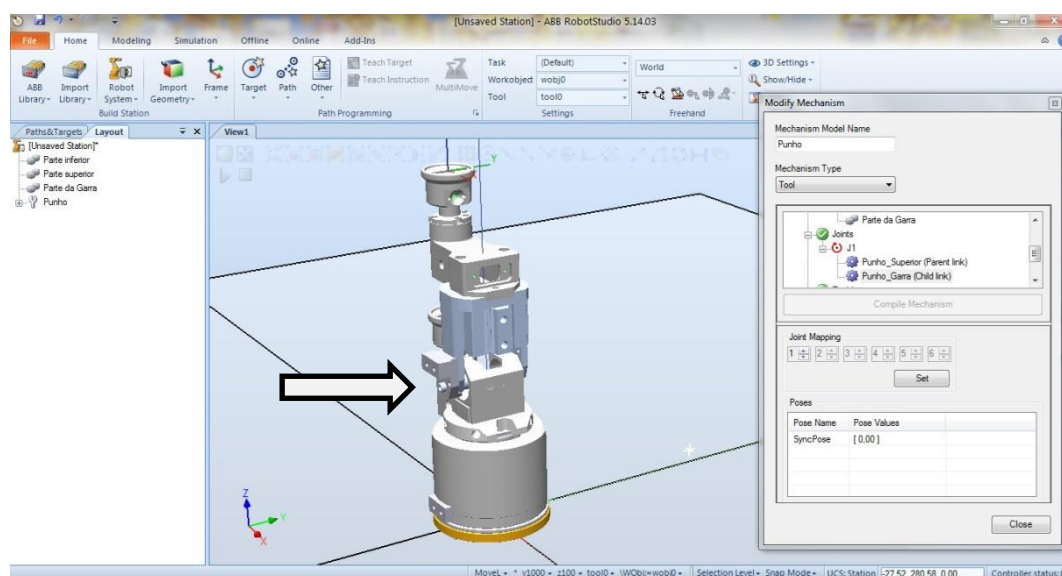 [Unsaved Station] - ABB RobotStudio 5.14.03
File Home Modeling Simulation Offline Online Add-Ins
ABB Library
Import Library
Robot System
Import Geometry
Frame
Target
Path
Other
Teach Target
Teach Instruction
MultiMove
Task (Default)
Workobject wobj0
Tool tool0
World
3D Settings
Show/Hide
Build Station Path Programming Settings Freehand
Paths&Targets Layout
[Unsaved Station]*
Parte inferior
Parte superior
Parte da Garra
Punho
View1
Y
X
Z
Y
X
Modify Mechanism
Mechanism Model Name
Punho
Mechanism Type
Tool
Parte da Garra
Joints
J1
Punho_Superior (Parent link)
Punho_Garra (Child link)
Compile Mechanism
Joint Mapping
1 2 3 4 5 6
Set
Poses
Pose Name Pose Values
SyncPose [ 0,00 ]
Close
MoveL * v1000 z100 tool0 \WObj:=wobj0 Selection Level Snap Mode UCS: Station -27,52 280,58 0,00 Controller status: